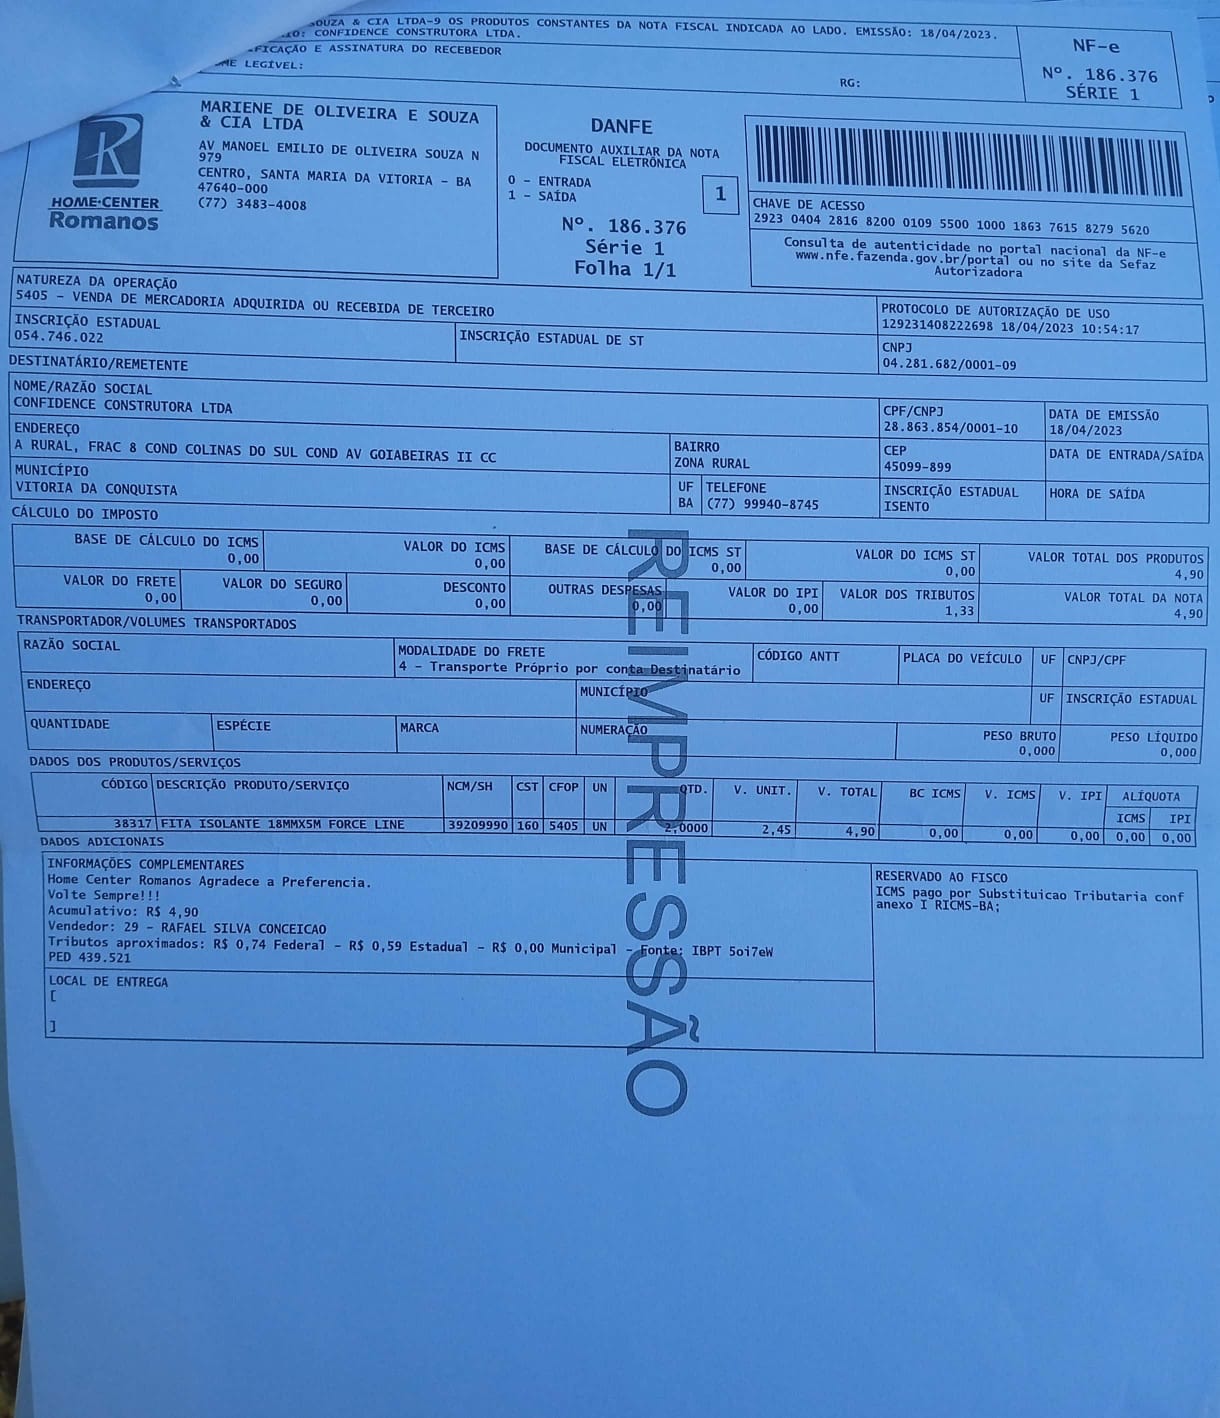 SOUZA & CIA LTDA-9 OS PRODUTOS CONSTANTES DA NOTA FISCAL INDICADA AO LADO. EMISSÃO: 18/04/2023.
CONFIDENCE CONSTRUTORA LTDA.
E ASSINATURA DO RECEBEDOR
LEGÍVEL:
RG:
NF-e
Nº. 186.376
SÉRIE 1
HOME-CENTER
Romanos
MARIENE DE OLIVEIRA E SOUZA
& CIA LTDA
AV MANOEL EMILIO DE OLIVEIRA SOUZA N
979
CENTRO, SANTA MARIA DA VITORIA - BA
47640-000
(77) 3483-4008
DANFE
DOCUMENTO AUXILIAR DA NOTA
FISCAL ELETRÔNICA
0 - ENTRADA
1 - SAÍDA
1
Nº. 186.376
Série 1
Folha 1/1
CHAVE DE ACESSO
2923 0404 2816 8200 0109 5500 1000 1863 7615 8279 5620
Consulta de autenticidade no portal nacional da NF-e
www.nfe.fazenda.gov.br/portal ou no site da Sefaz
Autorizadora
NATUREZA DA OPERAÇÃO
5405 - VENDA DE MERCADORIA ADQUIRIDA OU RECEBIDA DE TERCEIRO
PROTOCOLO DE AUTORIZAÇÃO DE USO
129231408222698 18/04/2023 10:54:17
INSCRIÇÃO ESTADUAL
054.746.022
INSCRIÇÃO ESTADUAL DE ST
CNPJ
04.281.682/0001-09
DESTINATÁRIO/REMETENTE
NOME/RAZÃO SOCIAL
CONFIDENCE CONSTRUTORA LTDA
CPF/CNPJ
28.863.854/0001-10
DATA DE EMISSÃO
18/04/2023
ENDEREÇO
A RURAL, FRAC 8 COND COLINAS DO SUL COND AV GOIABEIRAS II CC
BAIRRO
ZONA RURAL
CEP
45099-899
DATA DE ENTRADA/SAÍDA
MUNICÍPIO
VITORIA DA CONQUISTA
UF
BA
TELEFONE
(77) 99940-8745
INSCRIÇÃO ESTADUAL
ISENTO
HORA DE SAÍDA
CÁLCULO DO IMPOSTO
BASE DE CÁLCULO DO ICMS
0,00
VALOR DO ICMS
0,00
BASE DE CÁLCULO DO ICMS ST
0,00
VALOR DO ICMS ST
0,00
VALOR TOTAL DOS PRODUTOS
4,90
VALOR DO FRETE
0,00
VALOR DO SEGURO
0,00
DESCONTO
0,00
OUTRAS DESPESAS
0,00
VALOR DO IPI
0,00
VALOR DOS TRIBUTOS
1,33
VALOR TOTAL DA NOTA
4,90
TRANSPORTADOR/VOLUMES TRANSPORTADOS
RAZÃO SOCIAL
MODALIDADE DO FRETE
4 - Transporte Próprio por conta Destinatário
CÓDIGO ANTT
PLACA DO VEÍCULO
UF
CNPJ/CPF
ENDEREÇO
MUNICÍPIO
UF
INSCRIÇÃO ESTADUAL
QUANTIDADE
ESPÉCIE
MARCA
NUMERAÇÃO
PESO BRUTO
0,000
PESO LÍQUIDO
0,000
DADOS DOS PRODUTOS/SERVIÇOS
CÓDIGO DESCRIÇÃO PRODUTO/SERVIÇO NCM/SH CST CFOP UN QTD. V. UNIT. V. TOTAL BC ICMS V. ICMS V. IPI ALÍQUOTA
ICMS IPI
38317 FITA ISOLANTE 18MMX5M FORCE LINE 39209990 160 5405 UN 2,0000 2,45 4,90 0,00 0,00 0,00 0,00 0,00
DADOS ADICIONAIS
INFORMAÇÕES COMPLEMENTARES
Home Center Romanos Agradece a Preferencia.
Volte Sempre!!!
Acumulativo: R$ 4,90
Vendedor: 29 - RAFAEL SILVA CONCEICAO
Tributos aproximados: R$ 0,74 Federal - R$ 0,59 Estadual - R$ 0,00 Municipal - Fonte: IBPT 5oi7eW
PED 439.521
RESERVADO AO FISCO
ICMS pago por Substituicao Tributaria conf
anexo I RICMS-BA;
LOCAL DE ENTREGA
[
]
REIMPRESSÃO